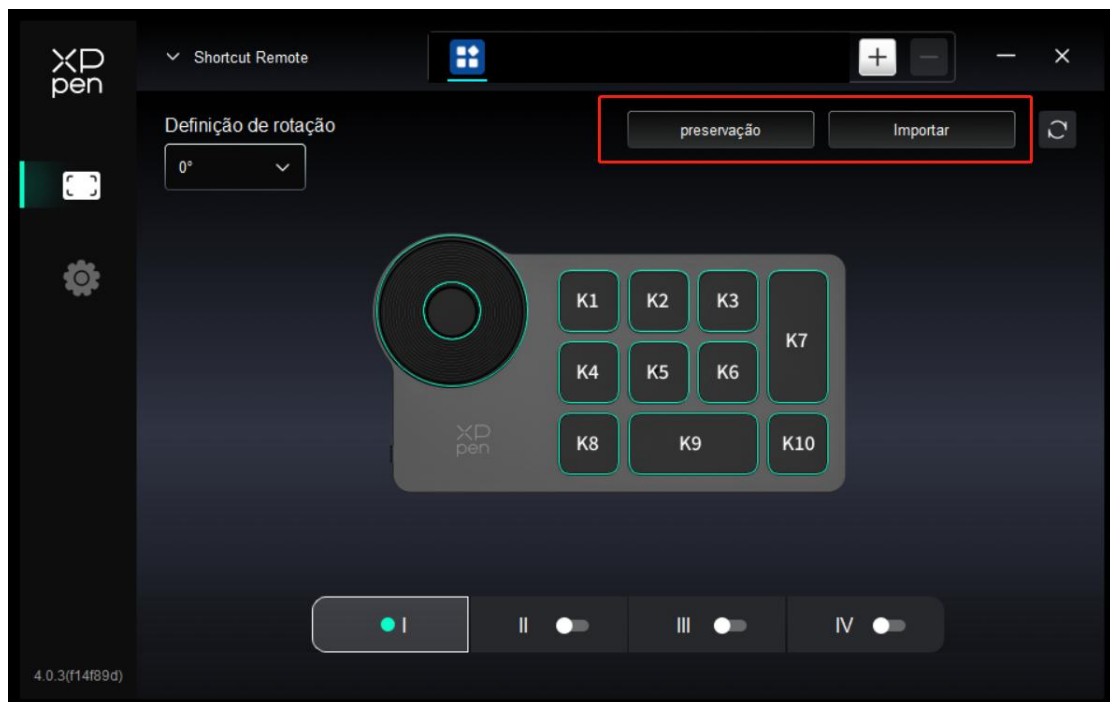 XP
pen
Shortcut Remote
Definição de rotação
preservação
Importar
0°
K1
K2
K3
K7
K4
K5
K6
XP
pen
K8
K9
K10
I
II
III
IV
4.0.3(f14f89d)